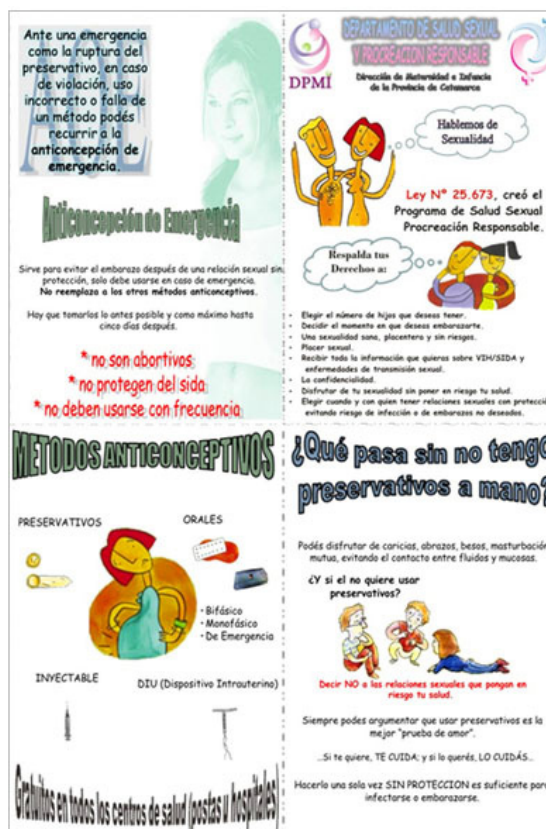 Ante una emergencia
como la ruptura del
preservativo, en caso
de violación, uso
incorrecto o falla de
un método podés
recurrir a la
anticoncepción de
emergencia.
Anticoncepción de Emergencia
Sirve para evitar el embarazo después de una relación sexual sin
protección, solo debe usarse en caso de emergencia.
No reemplaza a los otros métodos anticonceptivos.
Hay que tomarlos lo antes posible y como máximo hasta
cinco días después.
* no son abortivas
* no protegen del sida
* no deben usarse con frecuencia
DEPARTAMENTO DE SALUD SEXUAL
Y PROCREACION RESPONSABLE
DPMI
Dirección de Maternidad e Infancia
de la Provincia de Catamarca
Hablemos de
Sexualidad
Ley Nº 25.673, creó el
Programa de Salud Sexual
Procreación Responsable.
Respalda tus
Derechos a:
• Elegir el número de hijos que deseas tener.
• Decidir el momento en que deseas embarazarte.
• Una sexualidad sana, placentera y sin riesgos.
• Placer sexual.
• Recibir toda la información que quieras sobre VIH/SIDA y
enfermedades de transmisión sexual.
• La confidencialidad.
• Disfrutar de tu sexualidad sin poner en riesgo tu salud.
• Elegir cuando y con quien tener relaciones sexuales con protecció
evitando riesgo de infección o de embarazos no deseados.
METODOS ANTICONCEPTIVOS
PRESERVATIVOS
ORALES
• Bifásico
• Monofásico
• De Emergencia
INYECTABLE
DIU (Dispositivo Intrauterino)
Gratuitos en todos los centros de salud (postas u hospitales)
¿Qué pasa sin no tengo
preservativos a mano?
Podés disfrutar de caricias, abrazos, besos, masturbación
mutua, evitando el contacto entre fluidos y mucosas.
¿Y si el no quiere usar
preservativos?
Decir NO a las relaciones sexuales que pongan en
riesgo tu salud.
Siempre podes argumentar que usar preservativos es la
mejor "prueba de amor".
...Si te quiere, TE CUIDA; y si lo querés, LO CUIDÁS...
Hacerlo una sola vez SIN PROTECCION es suficiente para
infectarse o embarazarse.